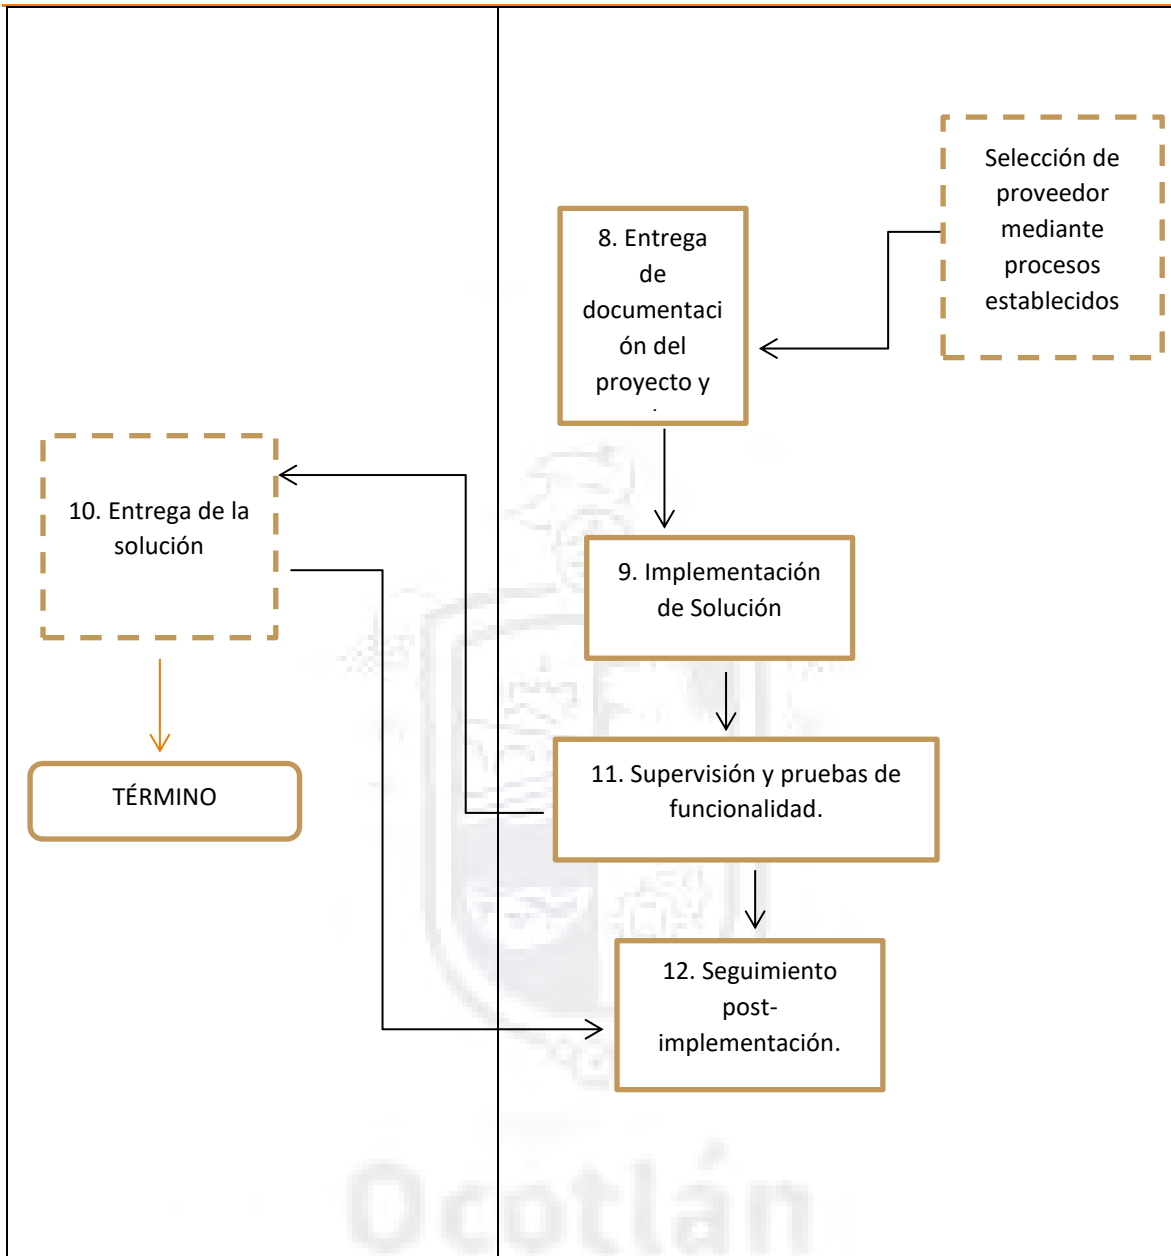 Selección de
proveedor
mediante
procesos
establecidos
8. Entrega
de
documentaci
ón del
proyecto y
10. Entrega de la
solución
9. Implementación
de Solución
11. Supervisión y pruebas de
funcionalidad.
TÉRMINO
12. Seguimiento
post-
implementación.
Ocotlán